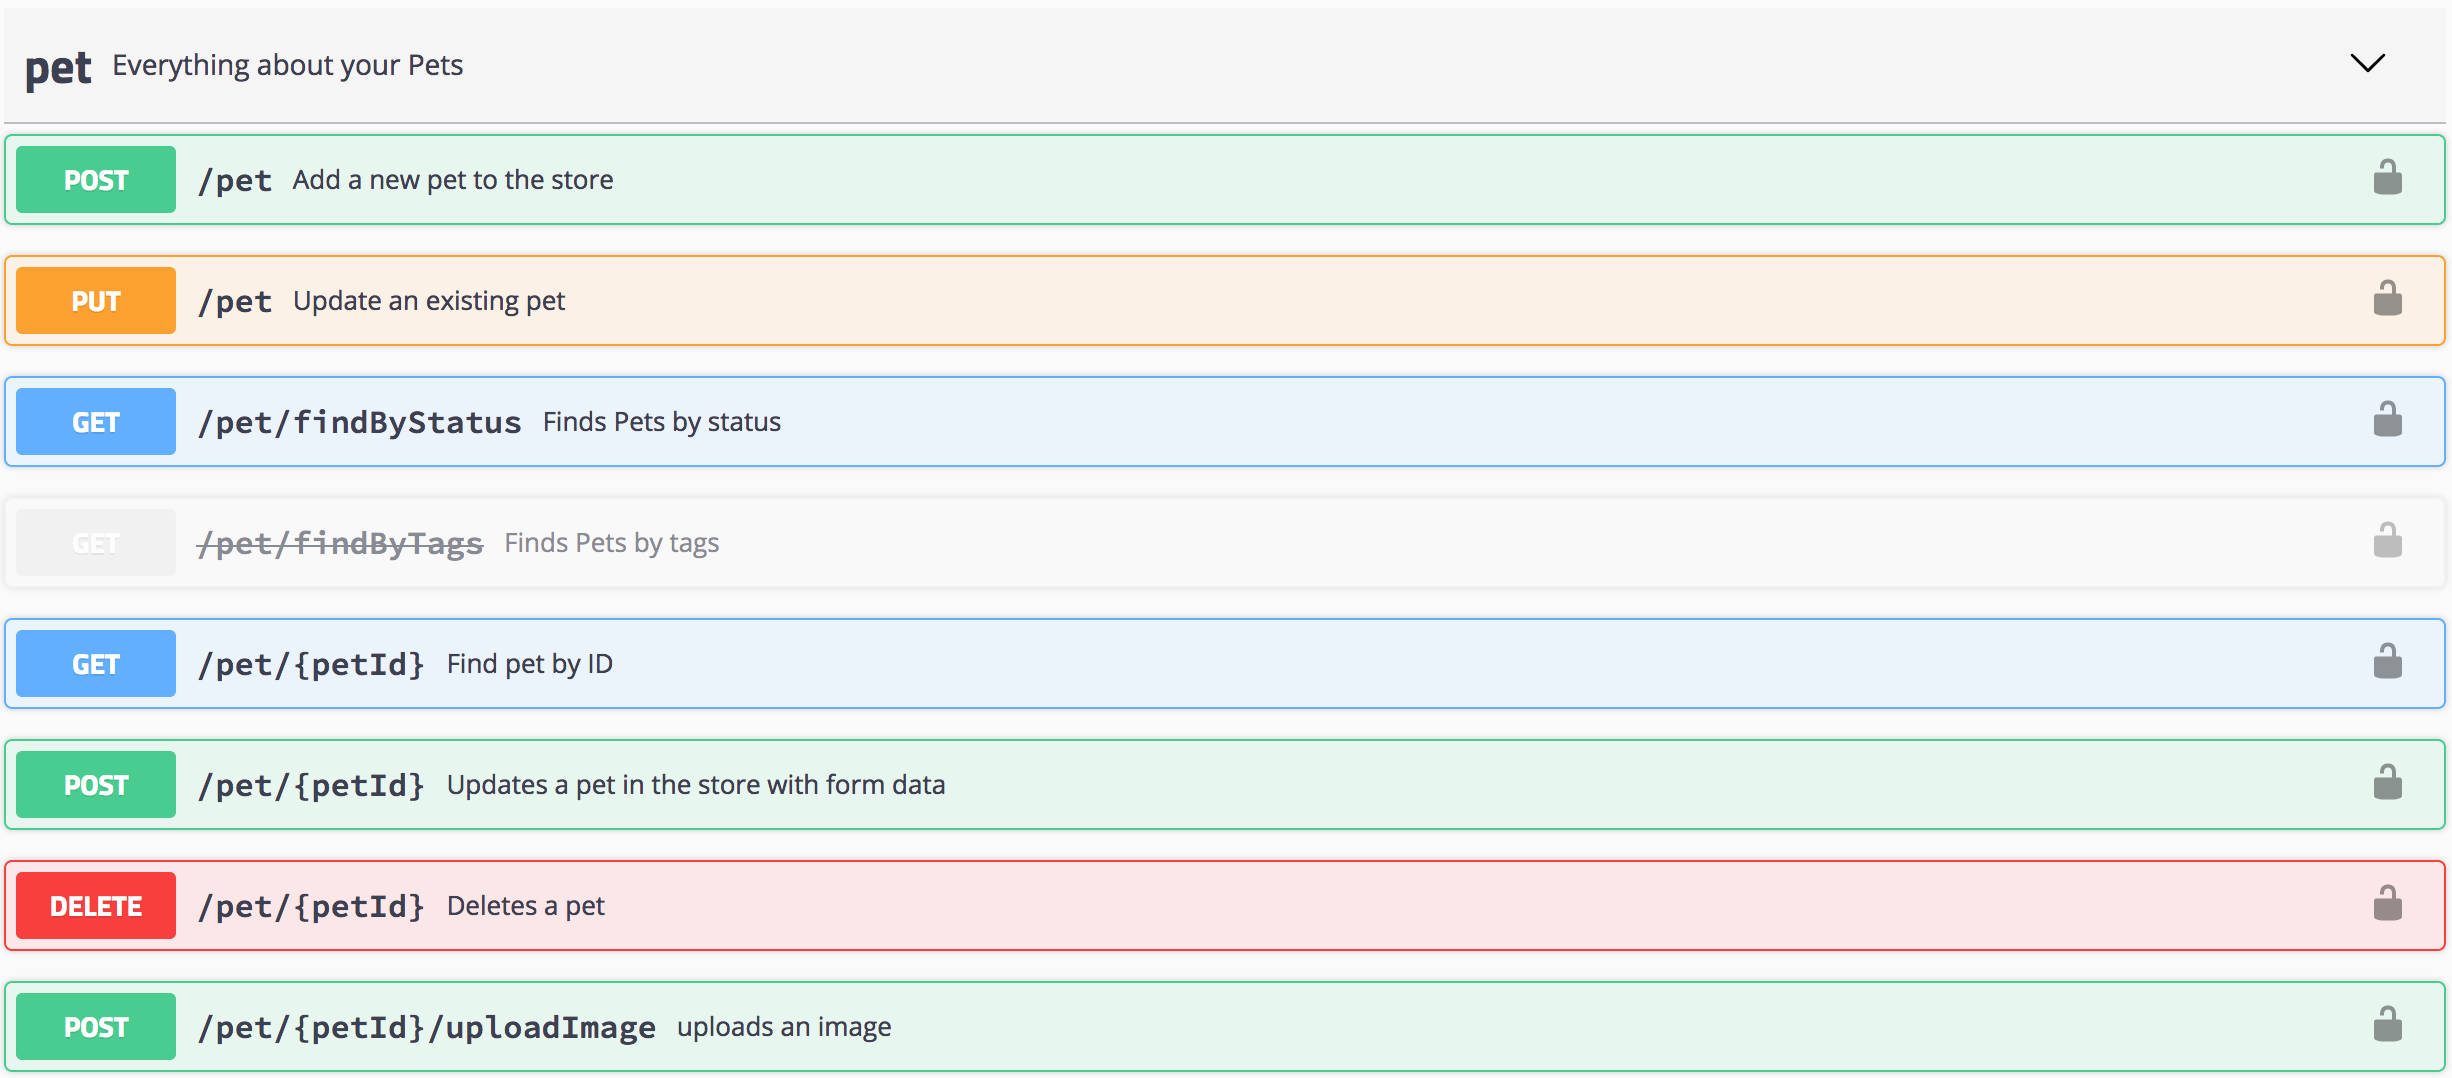 pet Everything about your Pets
POST /pet Add a new pet to the store
PUT /pet Update an existing pet
GET /pet/findByStatus Finds Pets by status
GET /pet/findByTags Finds Pets by tags
GET /pet/{petId} Find pet by ID
POST /pet/{petId} Updates a pet in the store with form data
DELETE /pet/{petId} Deletes a pet
POST /pet/{petId}/uploadImage uploads an image